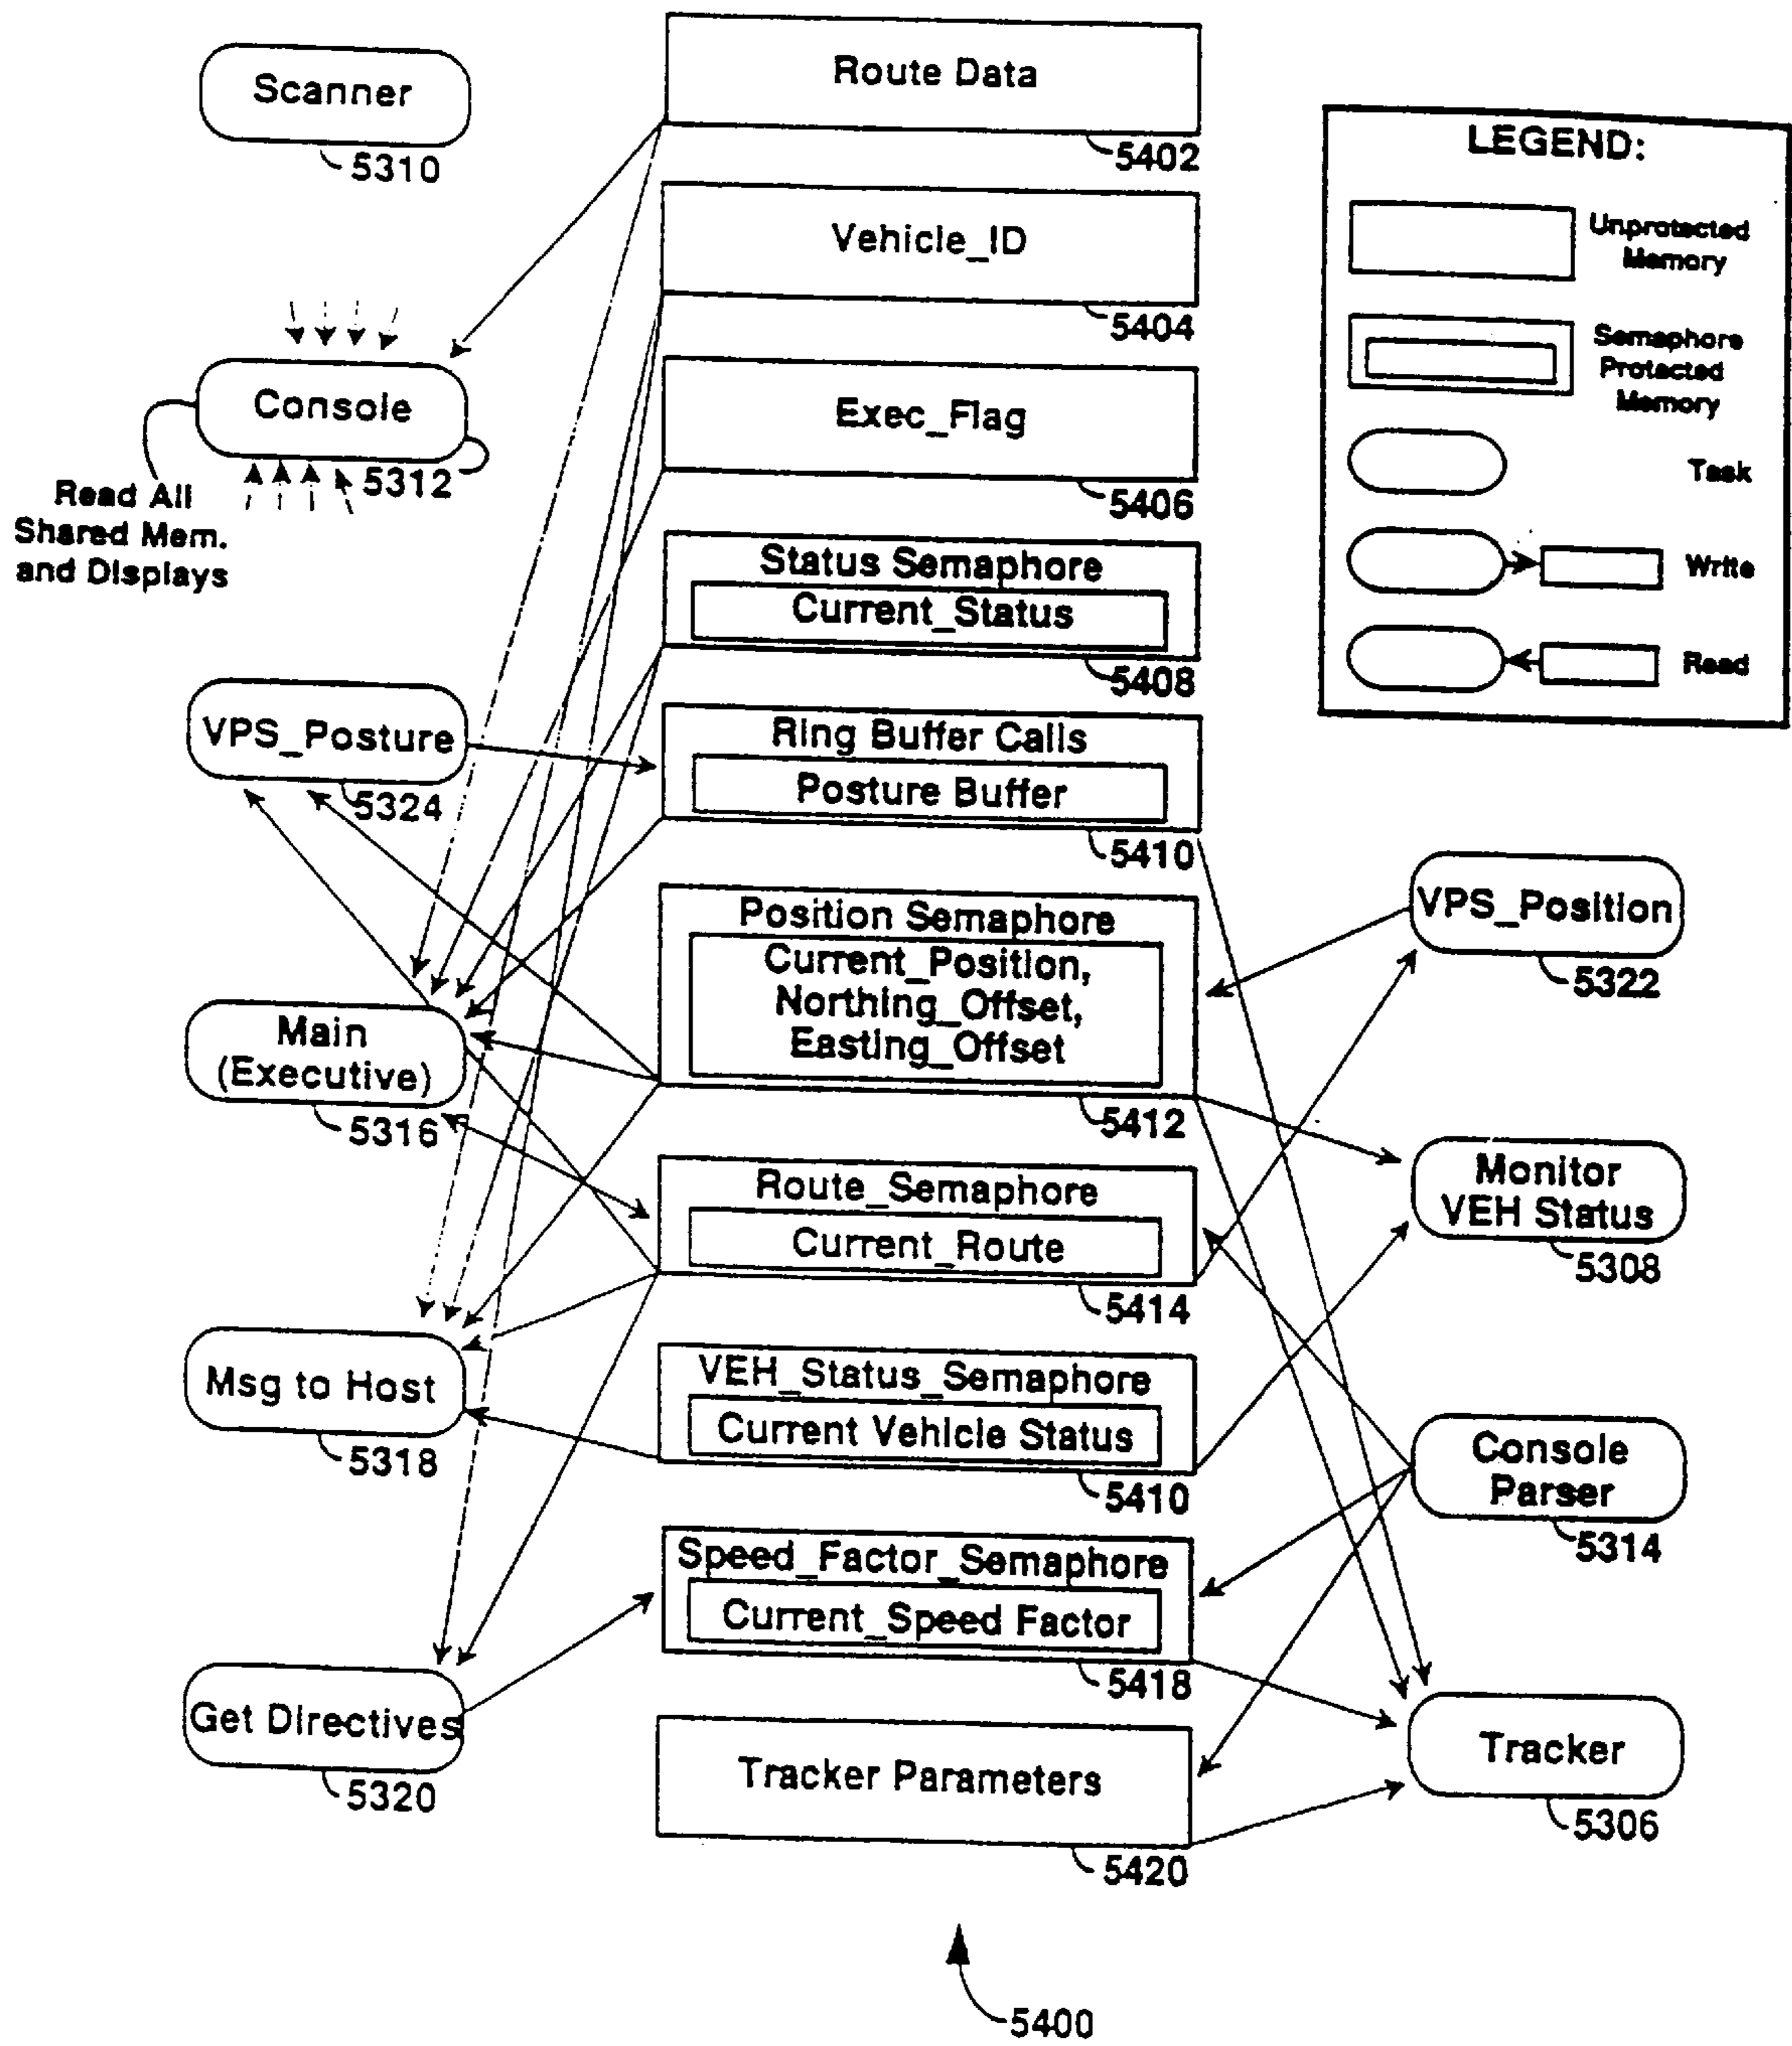 Scanner
5310
Console
5312
Read All
Shared Mem.
and Displays
VPS_Posture
5324
Main
(Executive)
5316
Msg to Host
5318
Get Directives
5320
Route Data
5402
Vehicle_ID
5404
Exec_Flag
5406
Status Semaphore
Current_Status
5408
Ring Buffer Calls
Posture Buffer
5410
Position Semaphore
Current_Position,
Northing_Offset,
Easting_Offset
5412
Route_Semaphore
Current_Route
5414
VEH_Status_Semaphore
Current Vehicle Status
5410
Speed_Factor_Semaphore
Current_Speed Factor
5418
Tracker Parameters
5420
5400
LEGEND:
Unprotected
Memory
Semaphore
Protected
Memory
Task
Write
Read
VPS_Position
5322
Monitor
VEH Status
5308
Console
Parser
5314
Tracker
5306